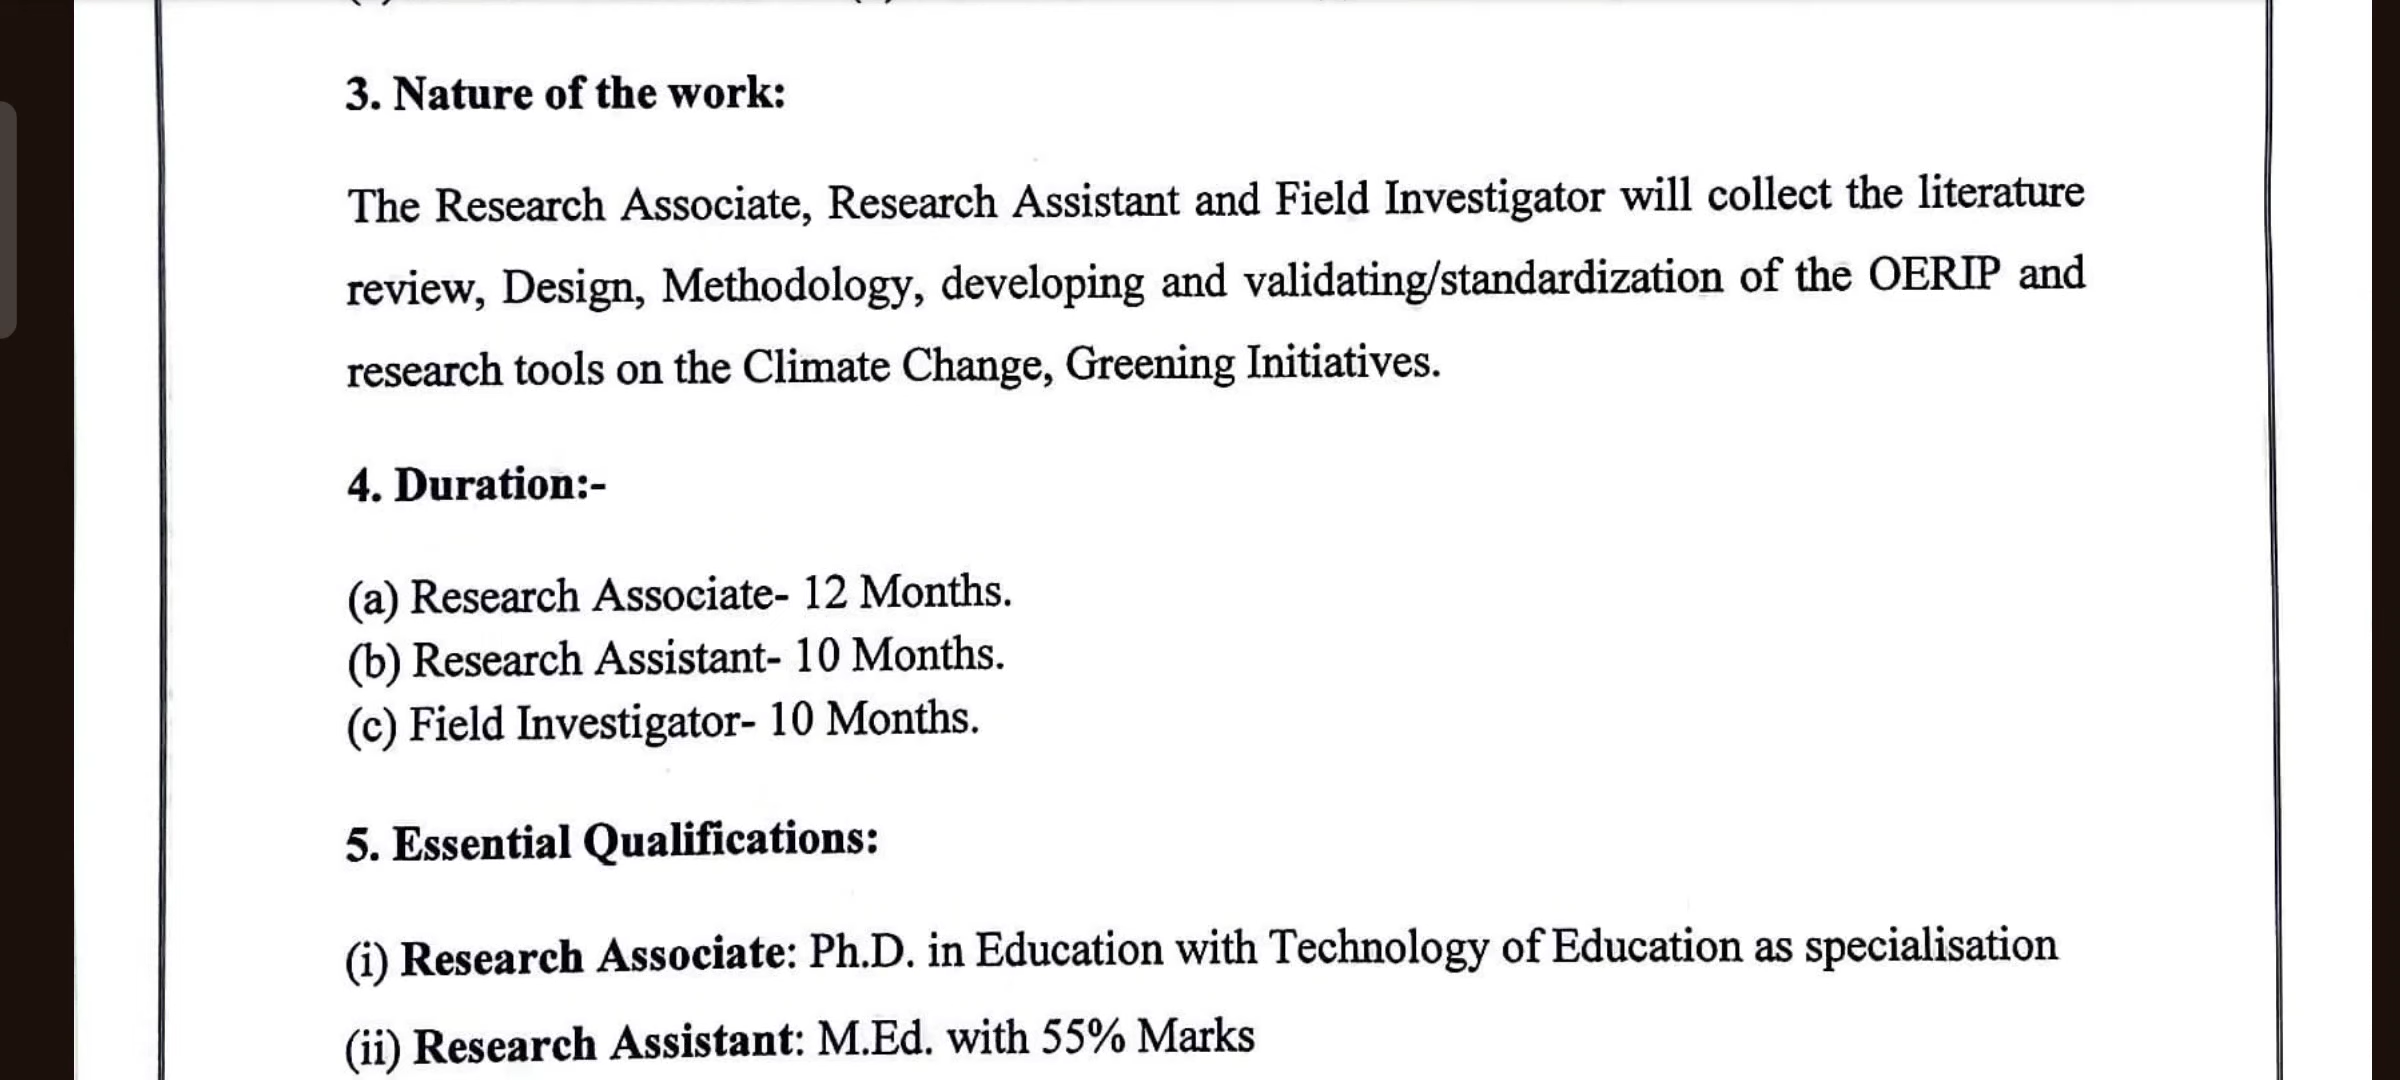 3. Nature of the work:
The Research Associate, Research Assistant and Field Investigator will collect the literature
review, Design, Methodology, developing and validating/standardization of the OERIP and
research tools on the Climate Change, Greening Initiatives.
4. Duration:-
(a) Research Associate- 12 Months.
(b) Research Assistant- 10 Months.
(c) Field Investigator- 10 Months.
5. Essential Qualifications:
(i) Research Associate: Ph.D. in Education with Technology of Education as specialisation
(ii) Research Assistant: M.Ed. with 55% Marks